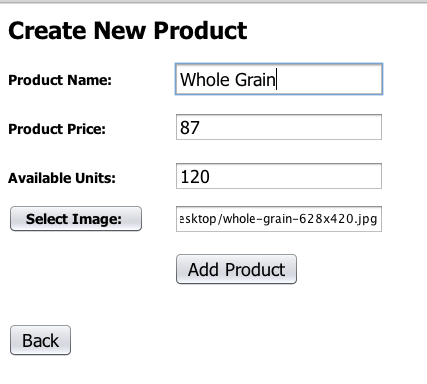 Create New Product
Product Name: Whole Grain
Product Price: 87
Available Units: 120
Select Image: esktop/whole-grain-628x420.jpg
Add Product
Back